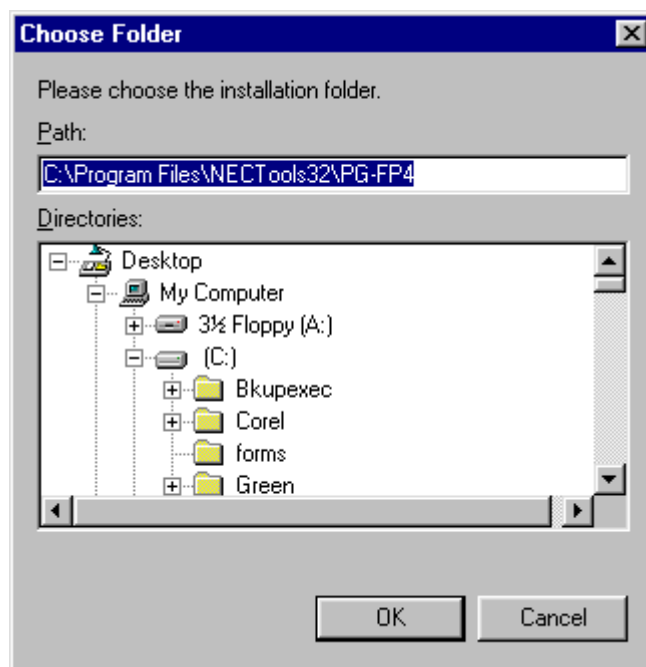 Choose Folder
Please choose the installation folder.
Path:
C:\Program Files\NECTools32\PG-FP4
Directories:
Desktop
My Computer
3½ Floppy (A:)
(C:)
Bkupexec
Corel
forms
Green
OK Cancel